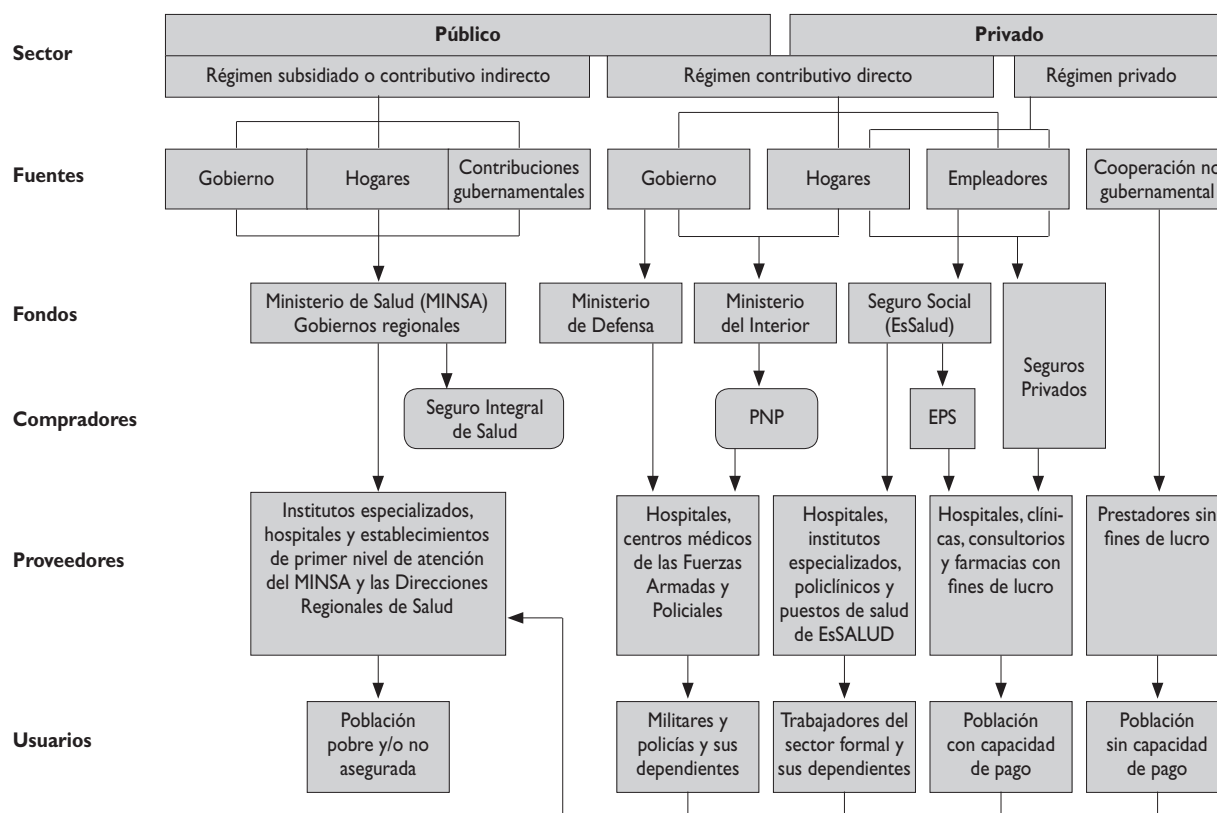 Sector
Público
Privado
Régimen subsidiado o contributivo indirecto
Régimen contributivo directo
Régimen privado
Fuentes
Gobierno
Hogares
Contribuciones
gubernamentales
Gobierno
Hogares
Empleadores
Cooperación no
gubernamental
Fondos
Ministerio de Salud (MINSA)
Gobiernos regionales
Ministerio
de Defensa
Ministerio
del Interior
Seguro Social
(EsSalud)
Seguros
Privados
Compradores
Seguro Integral
de Salud
PNP
EPS
Proveedores
Institutos especializados,
hospitales y establecimientos
de primer nivel de atención
del MINSA y las Direcciones
Regionales de Salud
Hospitales,
centros médicos
de las Fuerzas
Armadas y
Policiales
Hospitales,
institutos
especializados,
policlínicos y
puestos de salud
de EsSALUD
Hospitales, clíni-
cas, consultorios
y farmacias con
fines de lucro
Prestadores sin
fines de lucro
Usuarios
Población
pobre y/o no
asegurada
Militares y
policías y sus
dependientes
Trabajadores del
sector formal y
sus dependientes
Población
con capacidad
de pago
Población
sin capacidad
de pago